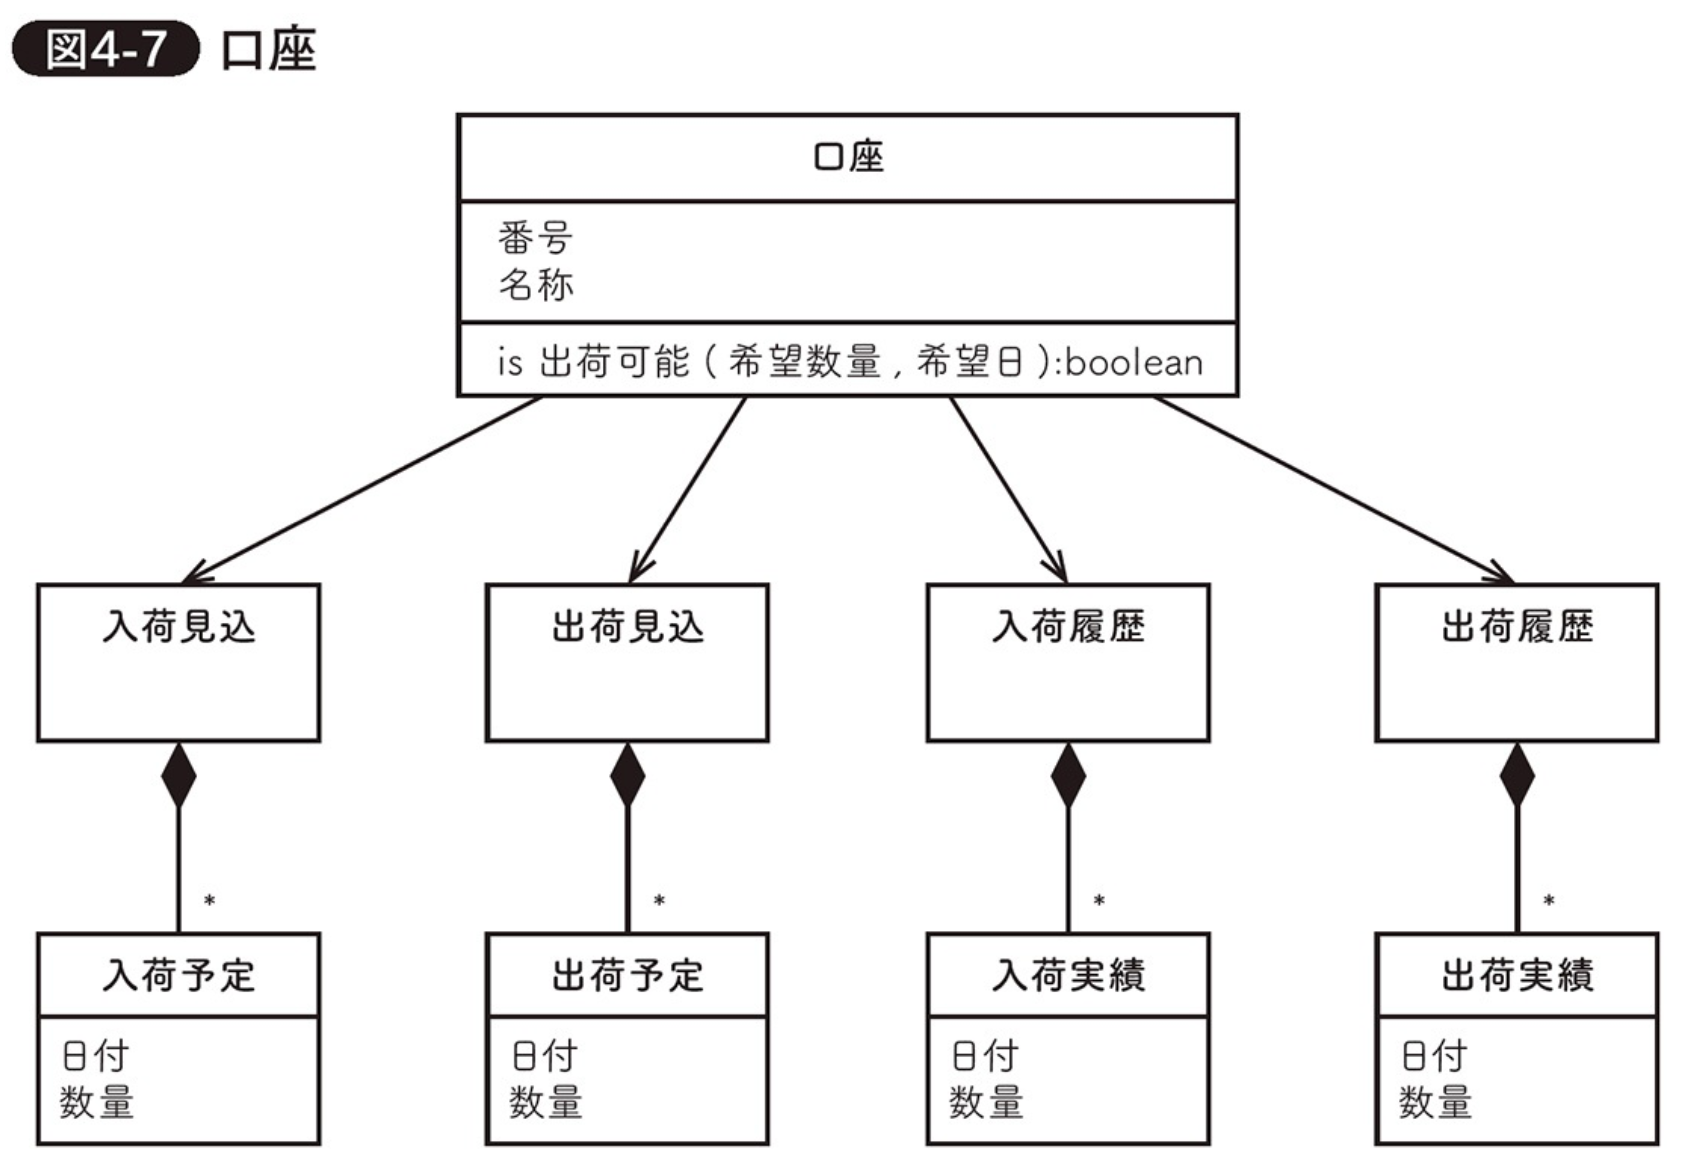 図4-7 口座
口座
番号
名称
is 出荷可能 ( 希望数量 , 希望日 ):boolean
入荷見込
出荷見込
入荷履歴
出荷履歴
*
*
*
*
入荷予定
出荷予定
入荷実績
出荷実績
日付
数量
日付
数量
日付
数量
日付
数量